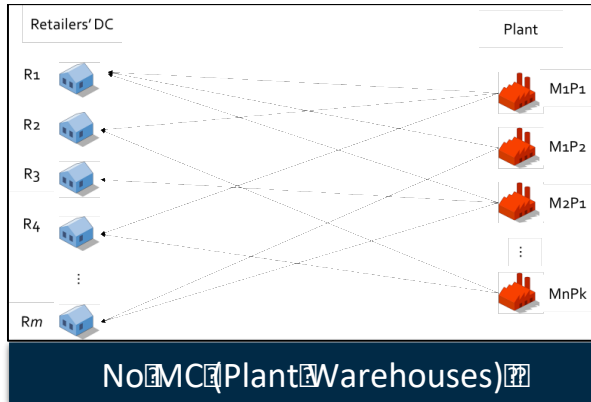 Retailers' DC
Plant
R1
M1P1
R2
M1P2
R3
M2P1
R4
⋮
⋮
MnPk
Rm
No⍰MC⍰(Plant⍰Warehouses)⍰⍰